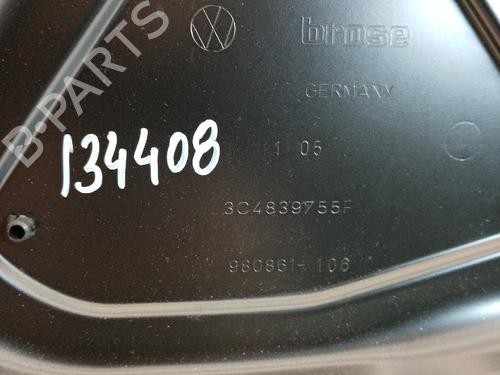 B-PARTS
brose
GERMANY
134408
1 05
3C4839755F
980861-106